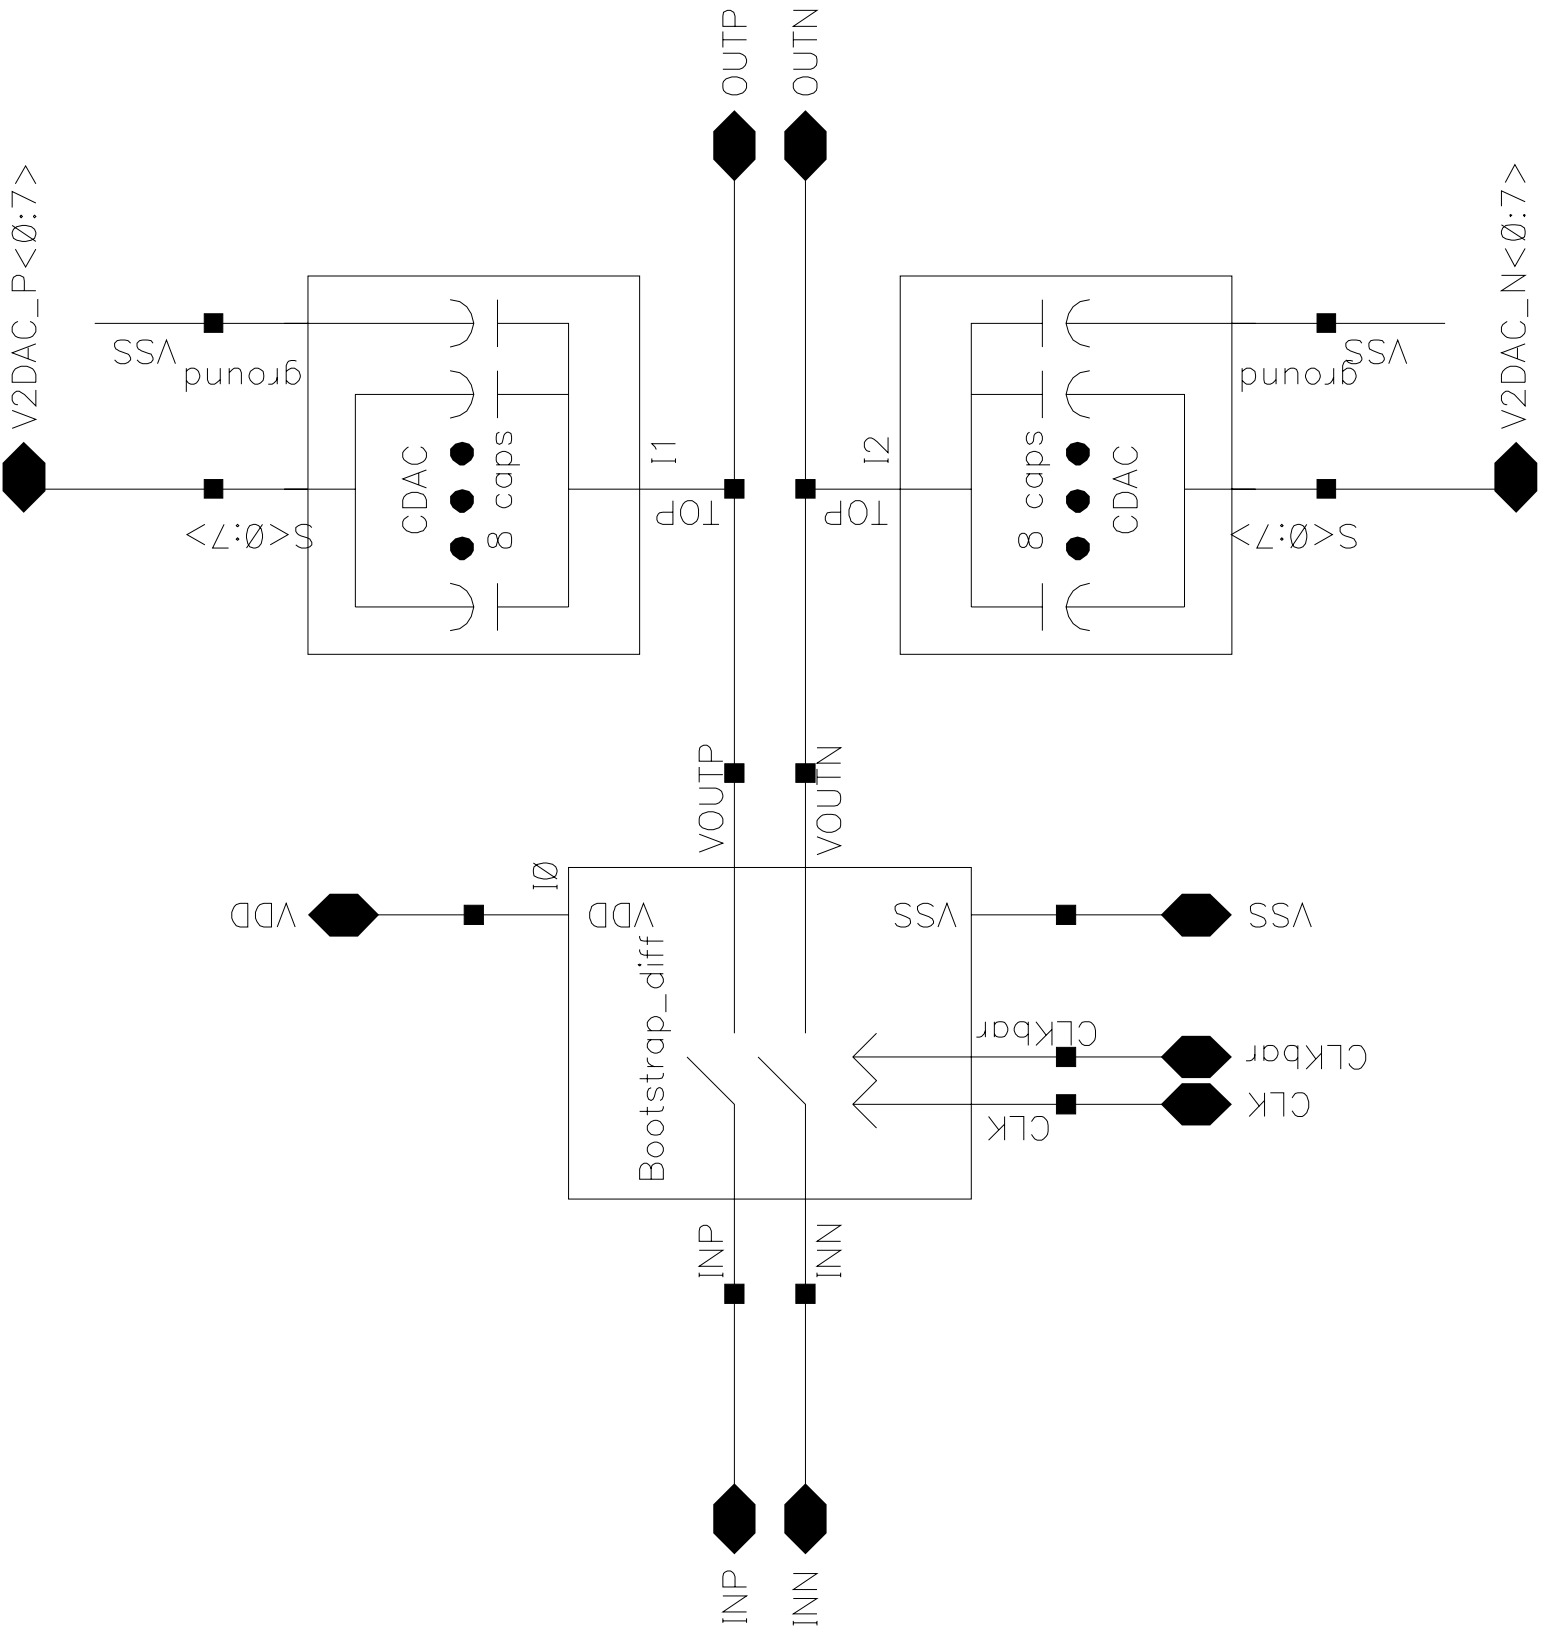 OUTP
OUTN
V2DAC_P<0:7>
V2DAC_N<0:7>
VSS
ground
VSS
ground
CDAC
8 caps
I1
I2
8 caps
CDAC
S<0:7>
TOP
TOP
S<0:7>
VOUTP
VOUTN
I0
VDD
VDD
VSS
VSS
Bootstrap_diff
CLKbar
CLKbar
CLK
CLK
INP
INN
INP
INN